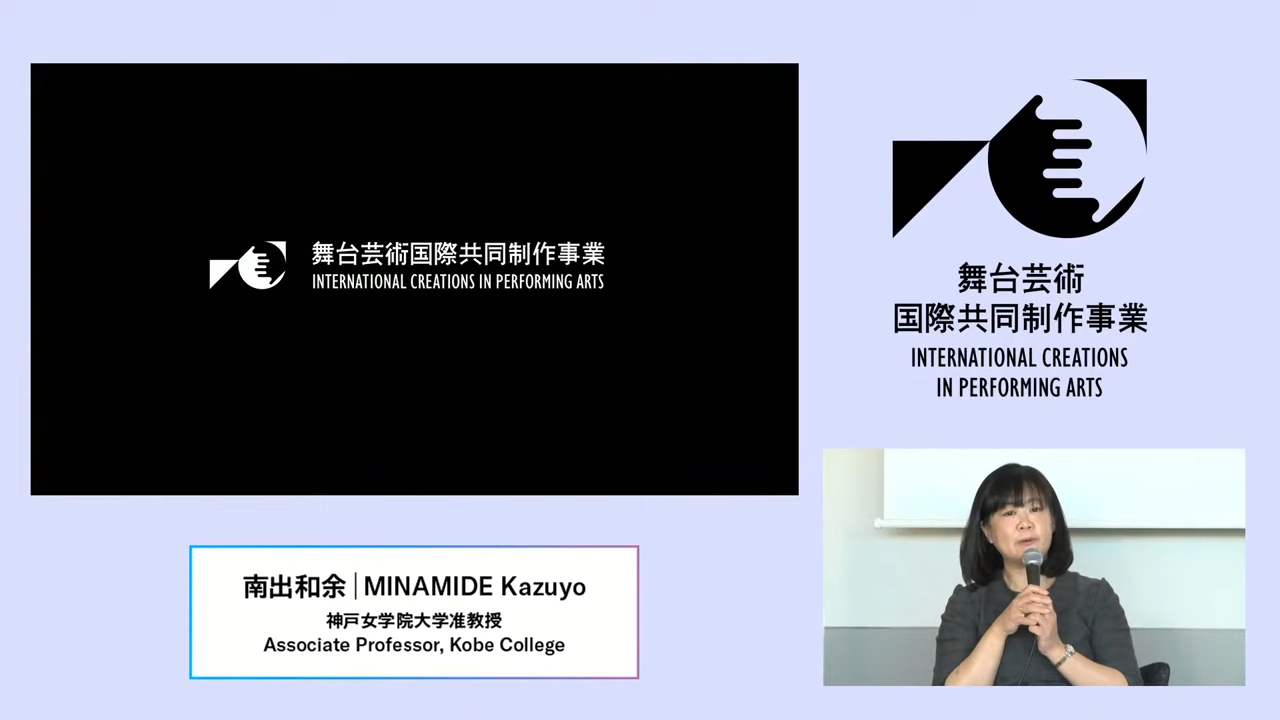 舞台芸術国際共同制作事業
INTERNATIONAL CREATIONS IN PERFORMING ARTS
舞台芸術
国際共同制作事業
INTERNATIONAL CREATIONS
IN PERFORMING ARTS
南出和余|MINAMIDE Kazuyo
神戸女学院大学准教授
Associate Professor, Kobe College